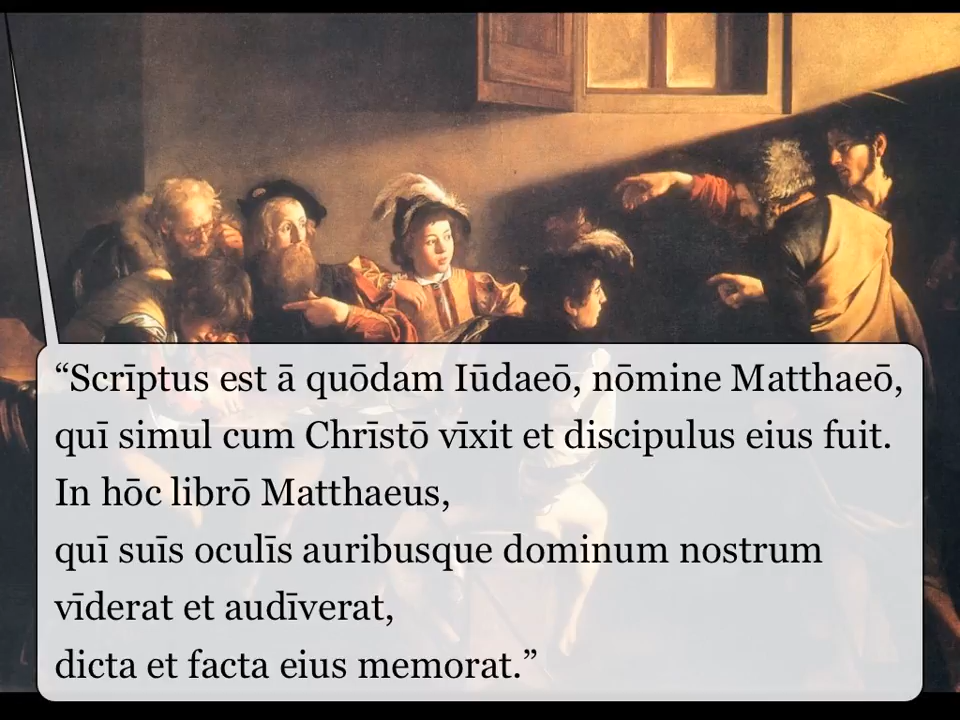 “Scrīptus est ā quōdam Iūdaeō, nōmine Matthaeō,
quī simul cum Chrīstō vīxit et discipulus eius fuit.
In hōc librō Matthaeus,
quī suīs oculīs auribusque dominum nostrum
vīderat et audīverat,
dicta et facta eius memorat.”